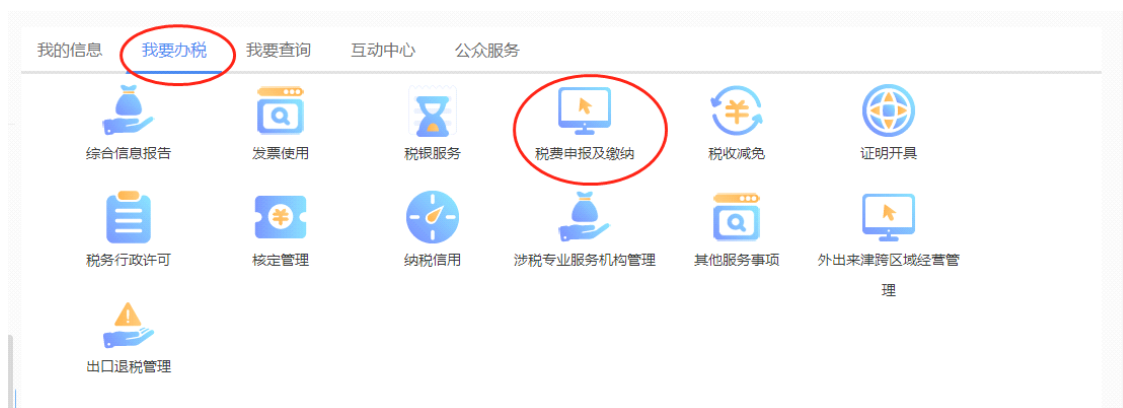 我的信息 我要办税 我要查询 互动中心 公众服务
综合信息报告 发票使用 税银服务 税费申报及缴纳 税收减免 证明开具
税务行政许可 核定管理 纳税信用 涉税专业服务机构管理 其他服务事项 外出来津跨区域经营管
理
出口退税管理